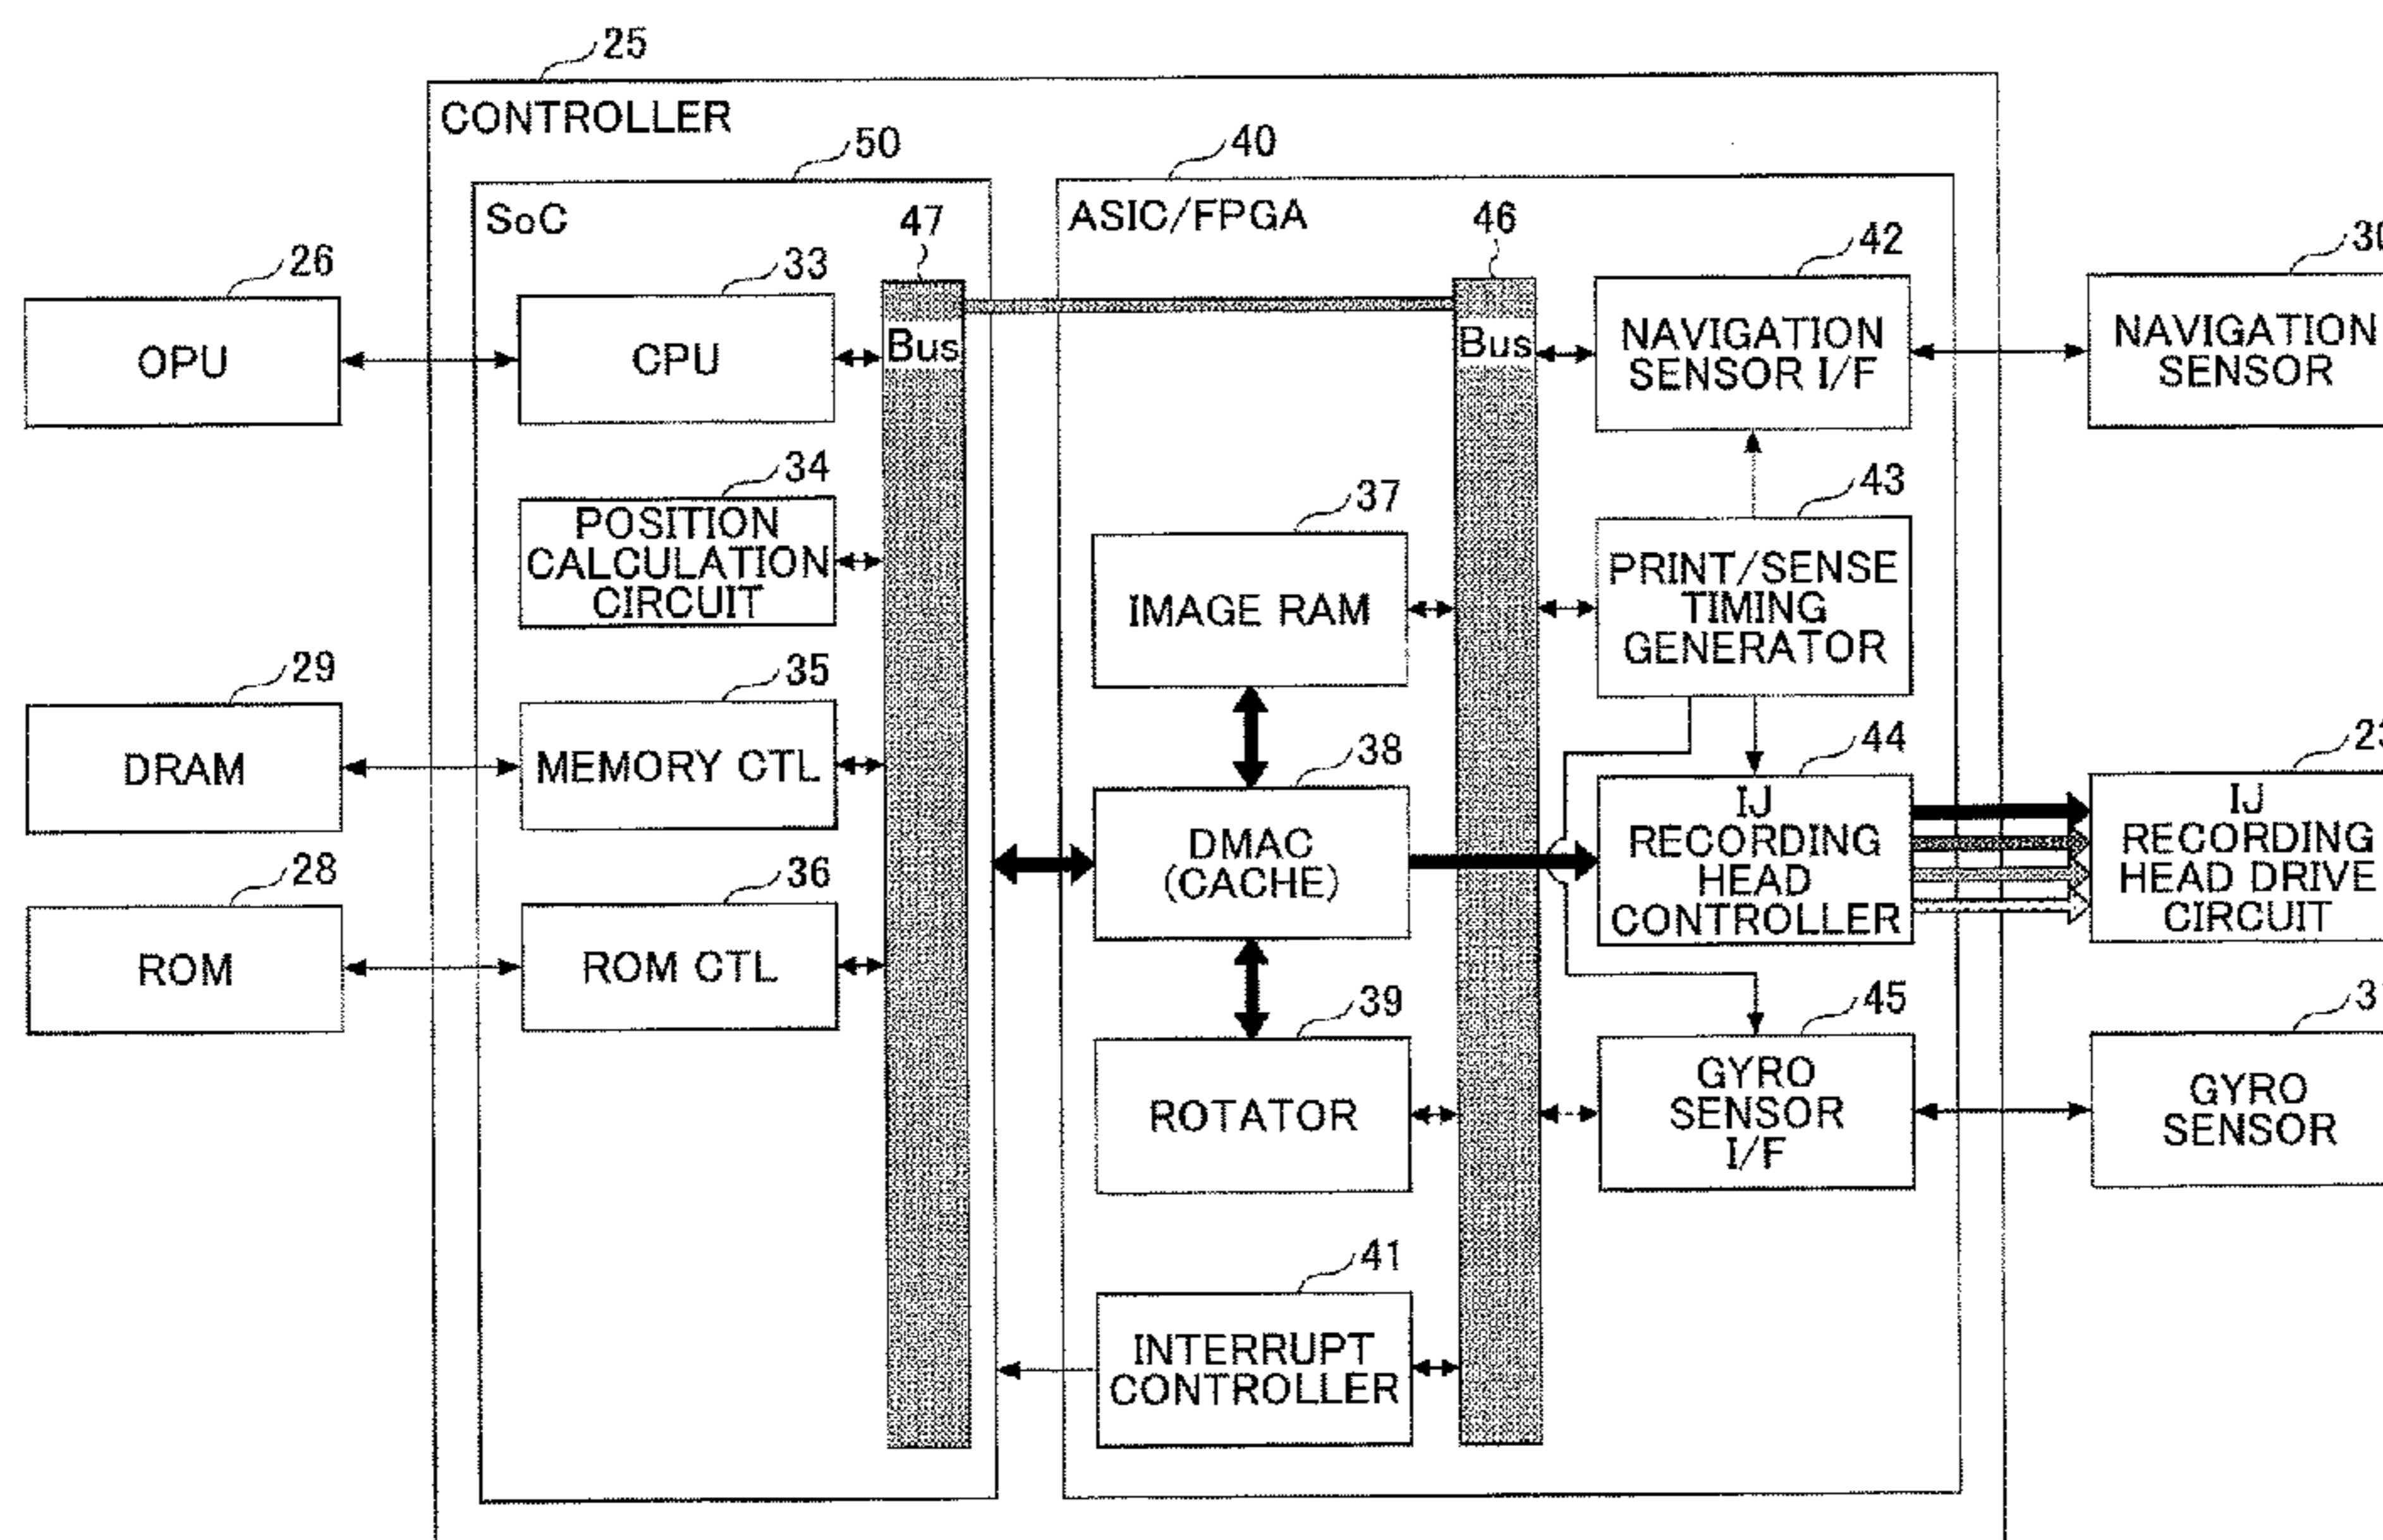 25
CONTROLLER
50
40
SoC
47
ASIC/FPGA
46
26
33
42
30
OPU
CPU
Bus
Bus
NAVIGATION
SENSOR I/F
NAVIGATION
SENSOR
34
POSITION
CALCULATION
CIRCUIT
37
IMAGE RAM
43
PRINT/SENSE
TIMING
GENERATOR
29
DRAM
35
MEMORY CTL
38
DMAC
(CACHE)
44
IJ
RECORDING
HEAD
CONTROLLER
23
IJ
RECORDING
HEAD DRIVE
CIRCUIT
28
ROM
36
ROM CTL
39
ROTATOR
45
GYRO
SENSOR
I/F
GYRO
SENSOR
41
INTERRUPT
CONTROLLER